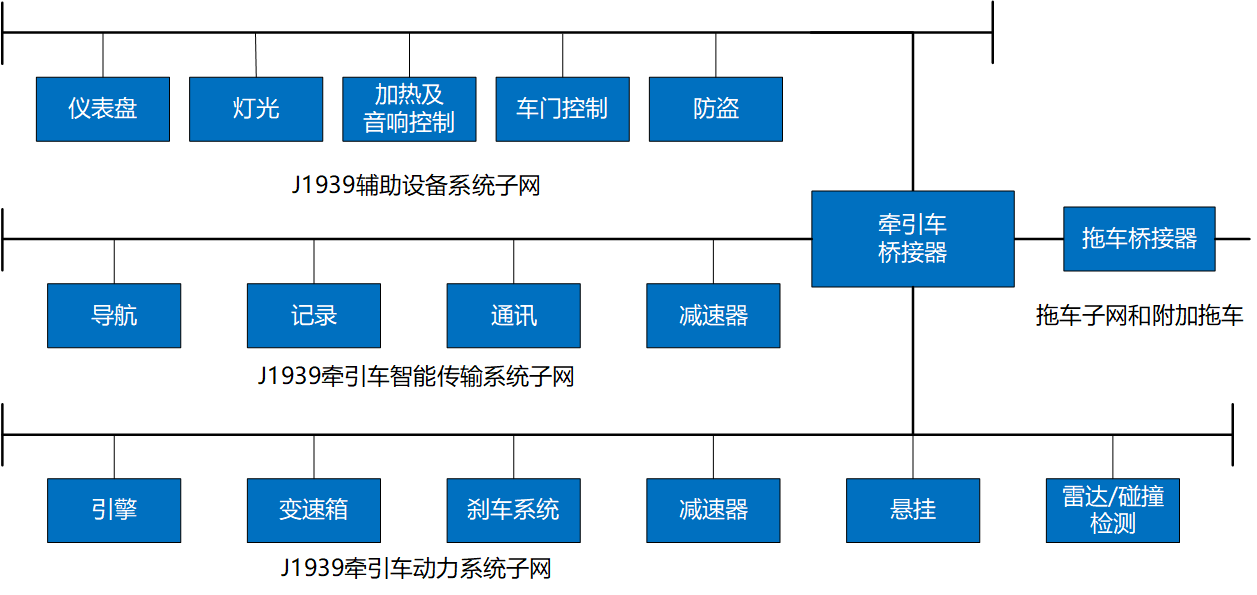 仪表盘
灯光
加热及
音响控制
车门控制
防盗
J1939辅助设备系统子网
牵引车
桥接器
拖车桥接器
导航
记录
通讯
减速器
拖车子网和附加拖车
J1939牵引车智能传输系统子网
引擎
变速箱
刹车系统
减速器
悬挂
雷达/碰撞
检测
J1939牵引车动力系统子网